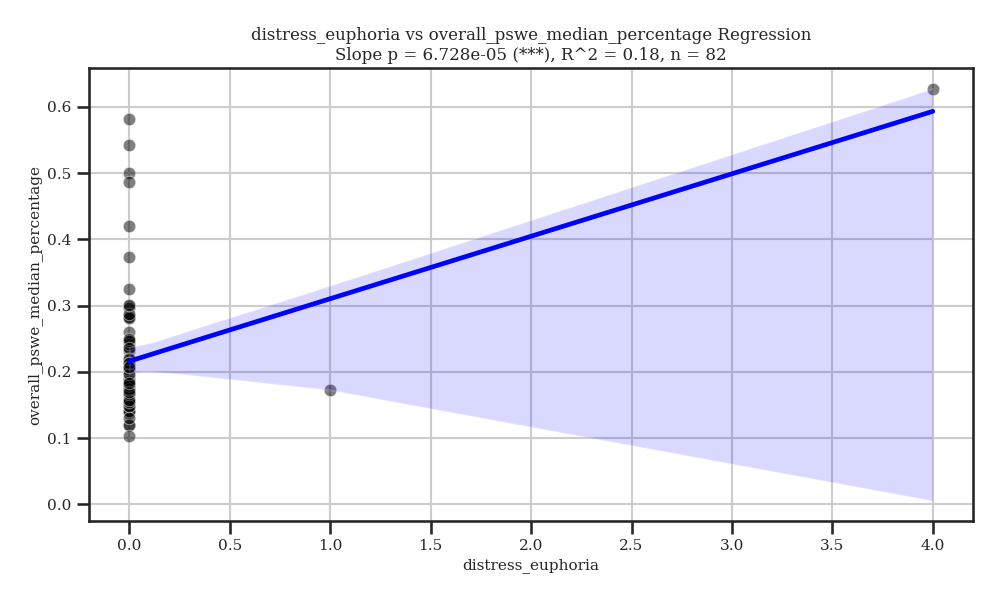 distress_euphoria vs overall_pswe_median_percentage Regression
Slope p = 6.728e-05 (***), R^2 = 0.18, n = 82
overall_pswe_median_percentage
0.6
0.5
0.4
0.3
0.2
0.1
0.0
0.0 0.5 1.0 1.5 2.0 2.5 3.0 3.5 4.0
distress_euphoria